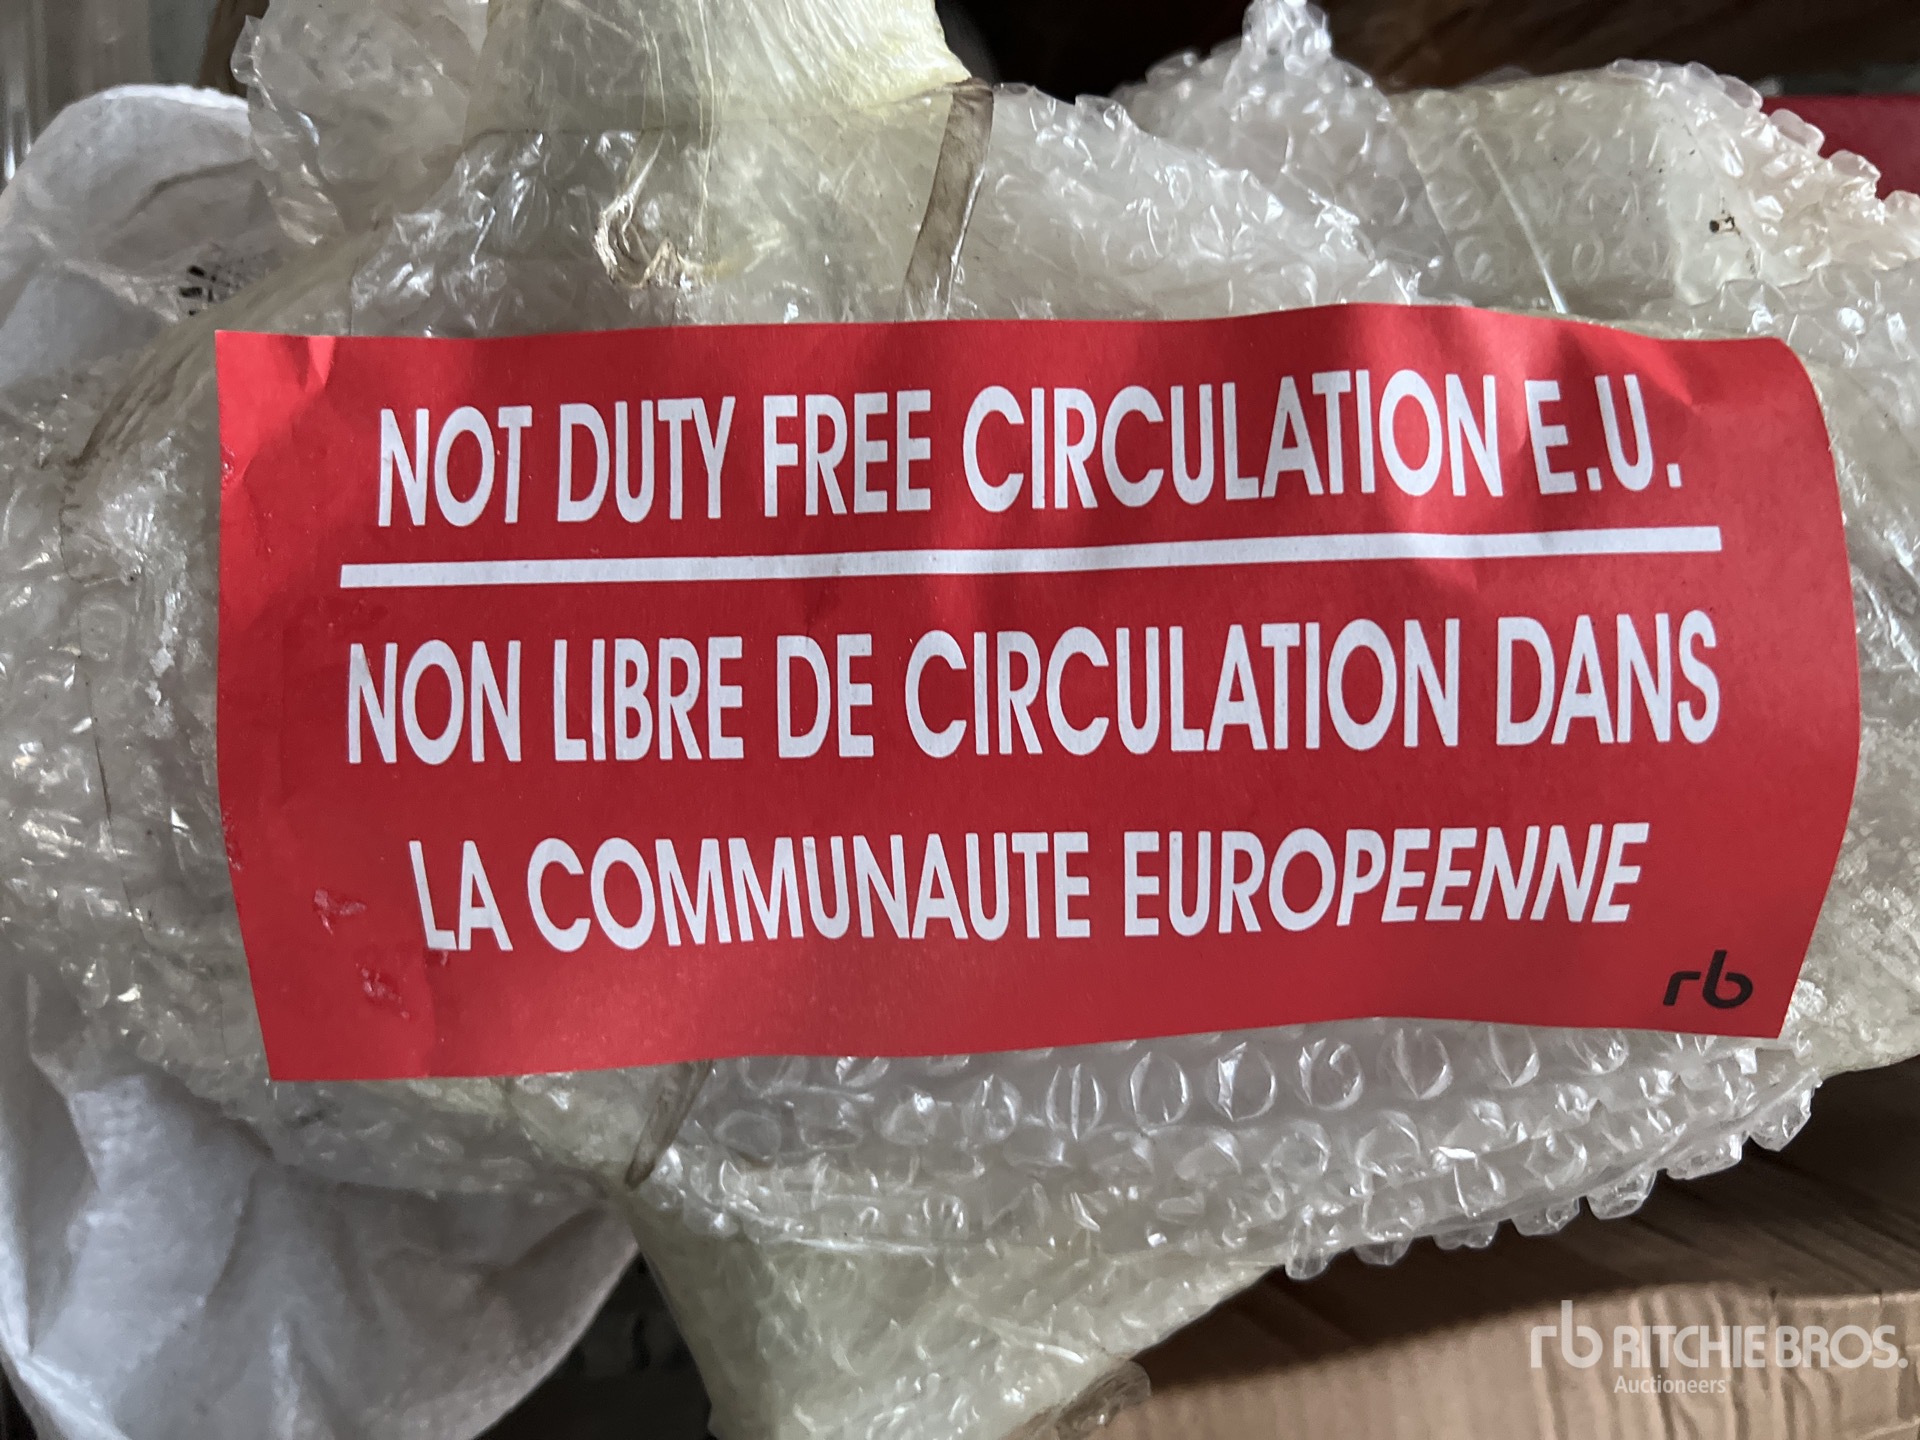 NOT DUTY FREE CIRCULATION E.U.
NON LIBRE DE CIRCULATION DANS
LA COMMUNAUTE EUROPEENNE
rb
rb RITCHIE BROS.
Auctioneers